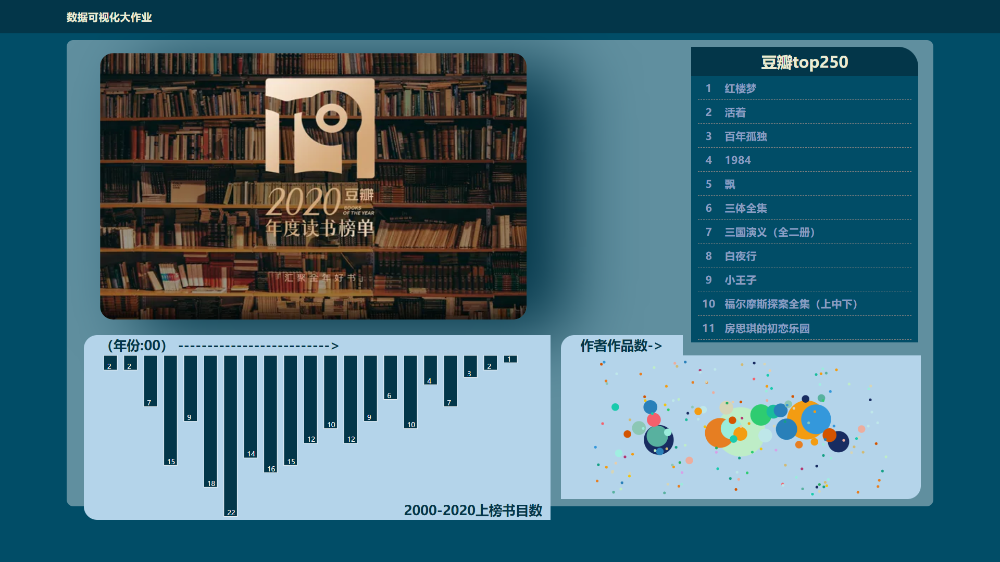 数据可视化大作业
2020 豆瓣
BOOKS
OF THE YEAR
年度读书榜单
「汇聚全年好书」
豆瓣top250
1 红楼梦
2 活着
3 百年孤独
4 1984
5 飘
6 三体全集
7 三国演义（全二册）
8 白夜行
9 小王子
10 福尔摩斯探案全集（上中下）
11 房思琪的初恋乐园
（年份:00） -------------------------->
2 2 7 15 9 18 22 14 16 15 12 10 12 9 6 10 4 7 3 2 1
2000-2020上榜书目数
作者作品数->